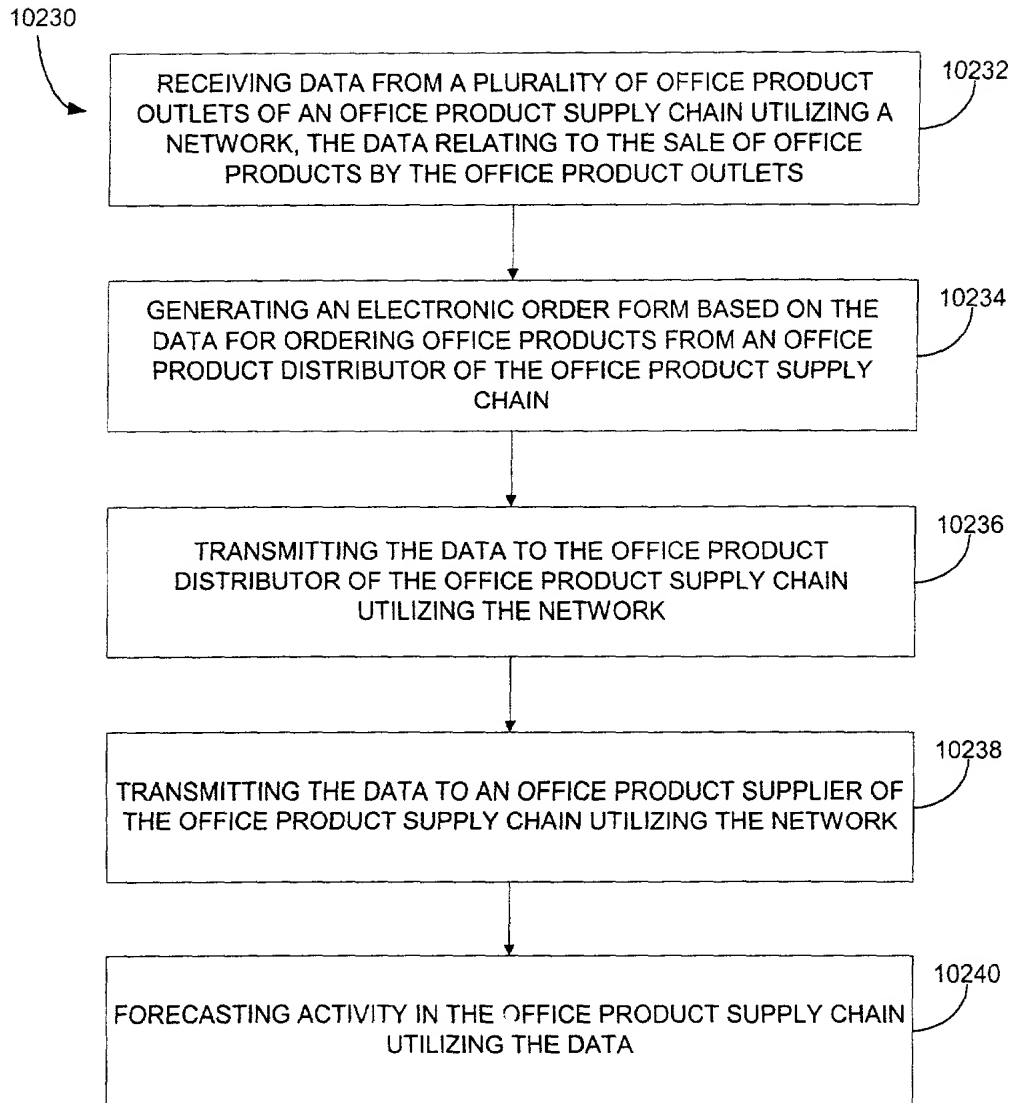 10230
RECEIVING DATA FROM A PLURALITY OF OFFICE PRODUCT
OUTLETS OF AN OFFICE PRODUCT SUPPLY CHAIN UTILIZING A
NETWORK, THE DATA RELATING TO THE SALE OF OFFICE
PRODUCTS BY THE OFFICE PRODUCT OUTLETS
10232
GENERATING AN ELECTRONIC ORDER FORM BASED ON THE
DATA FOR ORDERING OFFICE PRODUCTS FROM AN OFFICE
PRODUCT DISTRIBUTOR OF THE OFFICE PRODUCT SUPPLY
CHAIN
10234
TRANSMITTING THE DATA TO THE OFFICE PRODUCT
DISTRIBUTOR OF THE OFFICE PRODUCT SUPPLY CHAIN
UTILIZING THE NETWORK
10236
TRANSMITTING THE DATA TO AN OFFICE PRODUCT SUPPLIER OF
THE OFFICE PRODUCT SUPPLY CHAIN UTILIZING THE NETWORK
10238
FORECASTING ACTIVITY IN THE OFFICE PRODUCT SUPPLY CHAIN
UTILIZING THE DATA
10240